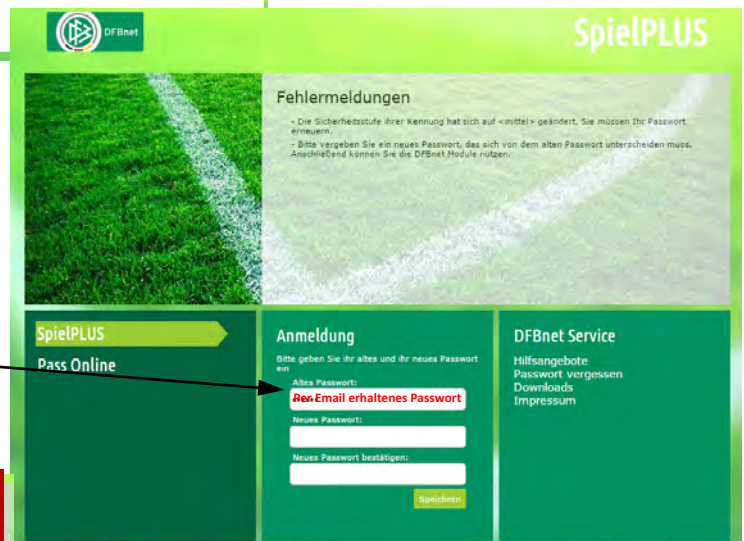 DFBnet
SpielPLUS
Fehlermeldungen
- Die Sicherheitsstufe ihrer Kennung hat sich auf <mittel> geändert, Sie müssen Ihr Passwort
erneuern.
- Bitte vergeben Sie ein neues Passwort, das sich von dem alten Passwort unterscheiden muss.
Anschließend können Sie die DFBnet Module nutzen.
SpielPLUS
Pass Online
Anmeldung
Bitte geben Sie ihr altes und ihr neues Passwort
ein
Altes Passwort:
Per Email erhaltenes Passwort
Neues Passwort:
Neues Passwort bestätigen:
Speichern
DFBnet Service
Hilfsangebote
Passwort vergessen
Downloads
Impressum